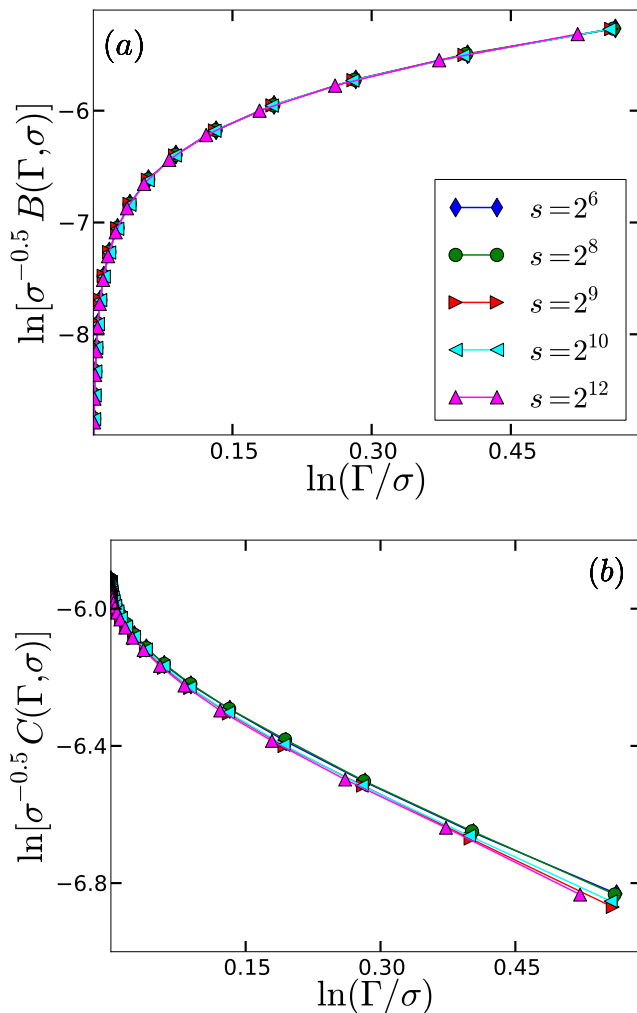 (a)
ln[σ^{-0.5} B(Γ,σ)]
−6
−7
−8
s=2^6
s=2^8
s=2^9
s=2^{10}
s=2^{12}
0.15 0.30 0.45
ln(Γ/σ)
(b)
ln[σ^{-0.5} C(Γ,σ)]
−6.0
−6.4
−6.8
0.15 0.30 0.45
ln(Γ/σ)